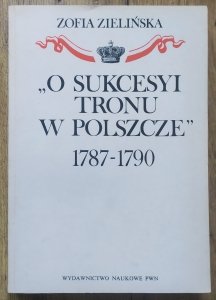 ZOFIA ZIELIŃSKA
„O SUKCESYI
TRONU
W POLSZCZE”
1787-1790
WYDAWNICTWO NAUKOWE PWN